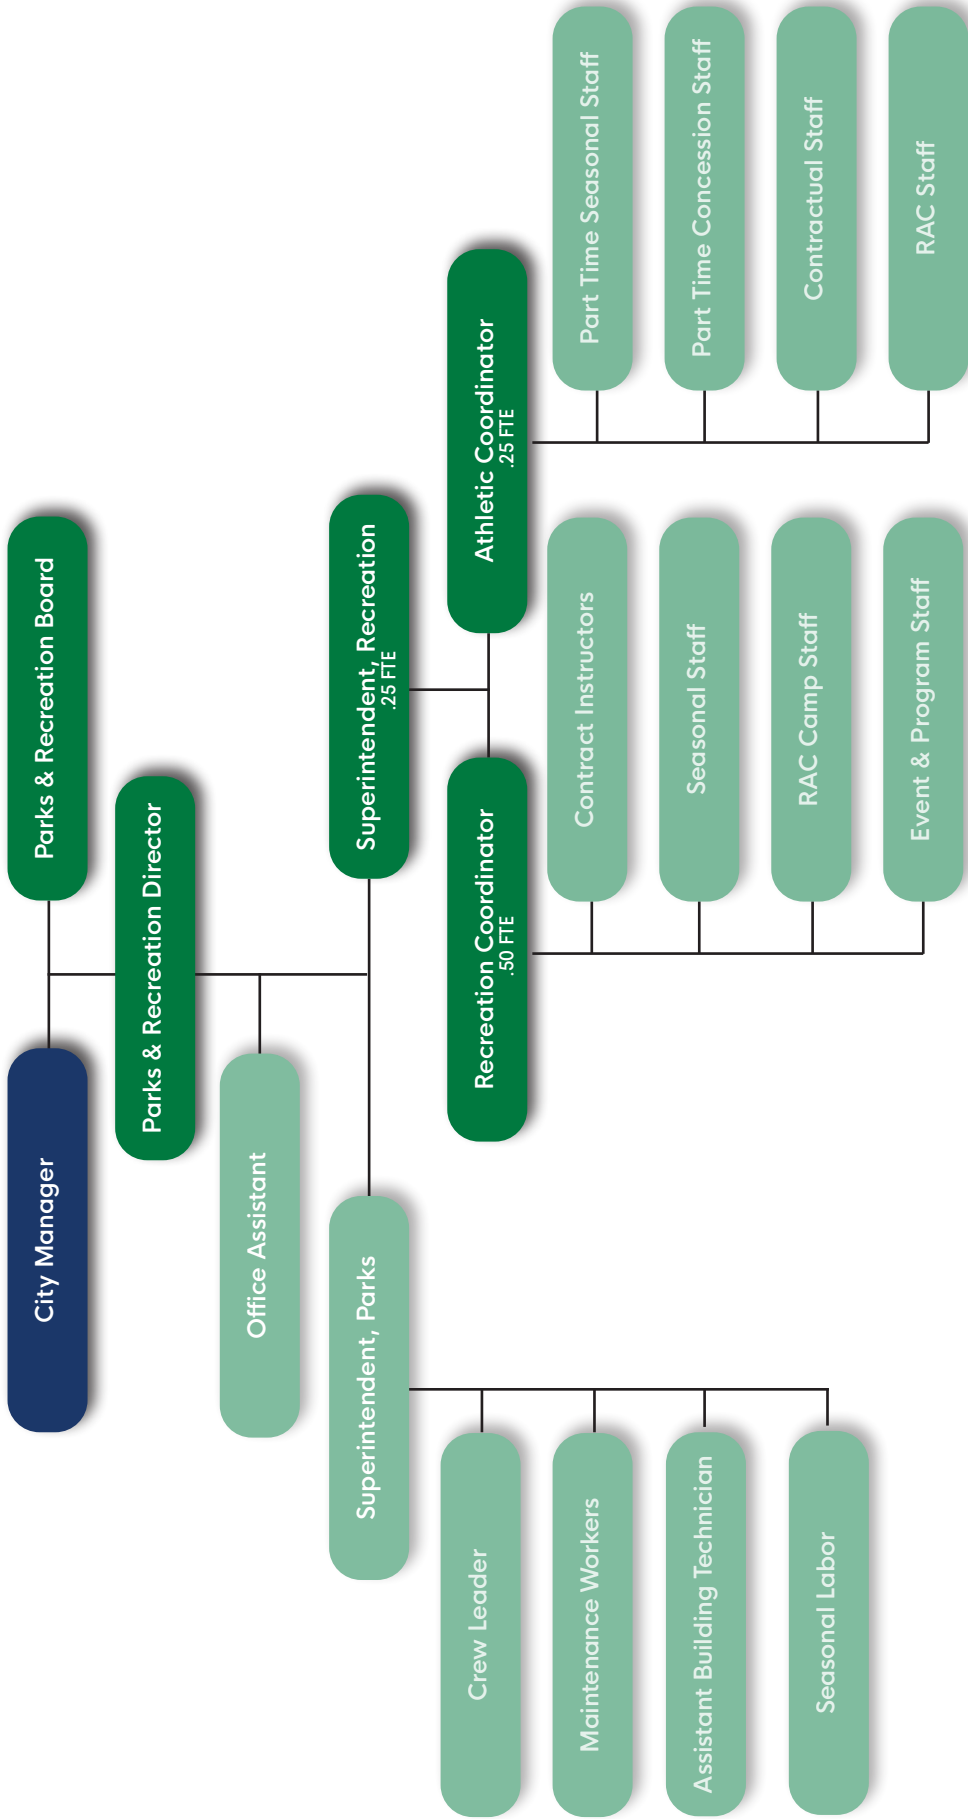 City Manager
Parks & Recreation Board
Parks & Recreation Director
Office Assistant
Superintendent, Parks
Superintendent, Recreation
.25 FTE
Crew Leader
Maintenance Workers
Assistant Building Technician
Seasonal Labor
Recreation Coordinator
.50 FTE
Athletic Coordinator
.25 FTE
Contract Instructors
Seasonal Staff
RAC Camp Staff
Event & Program Staff
Part Time Seasonal Staff
Part Time Concession Staff
Contractual Staff
RAC Staff